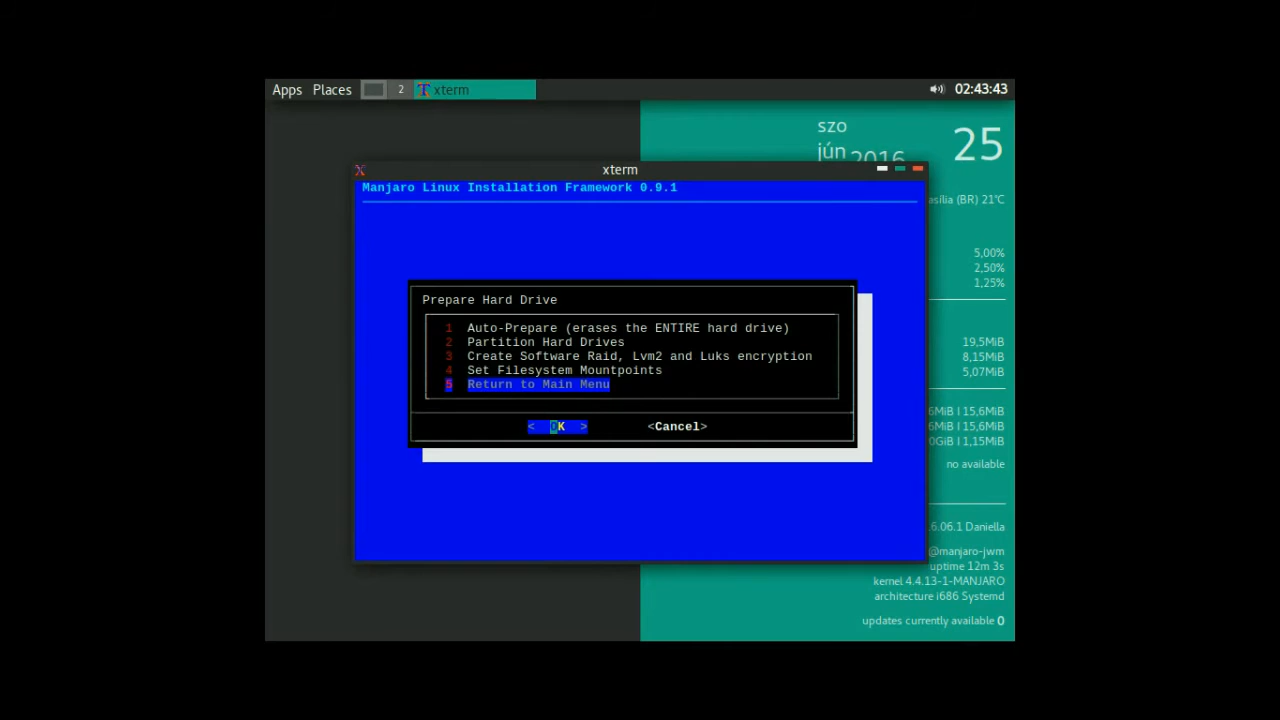 Apps Places 2 xterm 02:43:43
szo
jún 2016 25
xterm
Manjaro Linux Installation Framework 0.9.1
asília (BR) 21°C
5,00%
2,50%
1,25%
Prepare Hard Drive
1 Auto-Prepare (erases the ENTIRE hard drive)
2 Partition Hard Drives
3 Create Software Raid, Lvm2 and Luks encryption
4 Set Filesystem Mountpoints
5 Return to Main Menu
< OK > <Cancel>
19,5MiB
8,15MiB
5,07MiB
6MiB | 15,6MiB
6MiB | 15,6MiB
0GiB | 1,15MiB
no available
.6.06.1 Daniella
@manjaro-jwm
uptime 12m 3s
kernel 4.4.13-1-MANJARO
architecture i686 Systemd
updates currently available 0